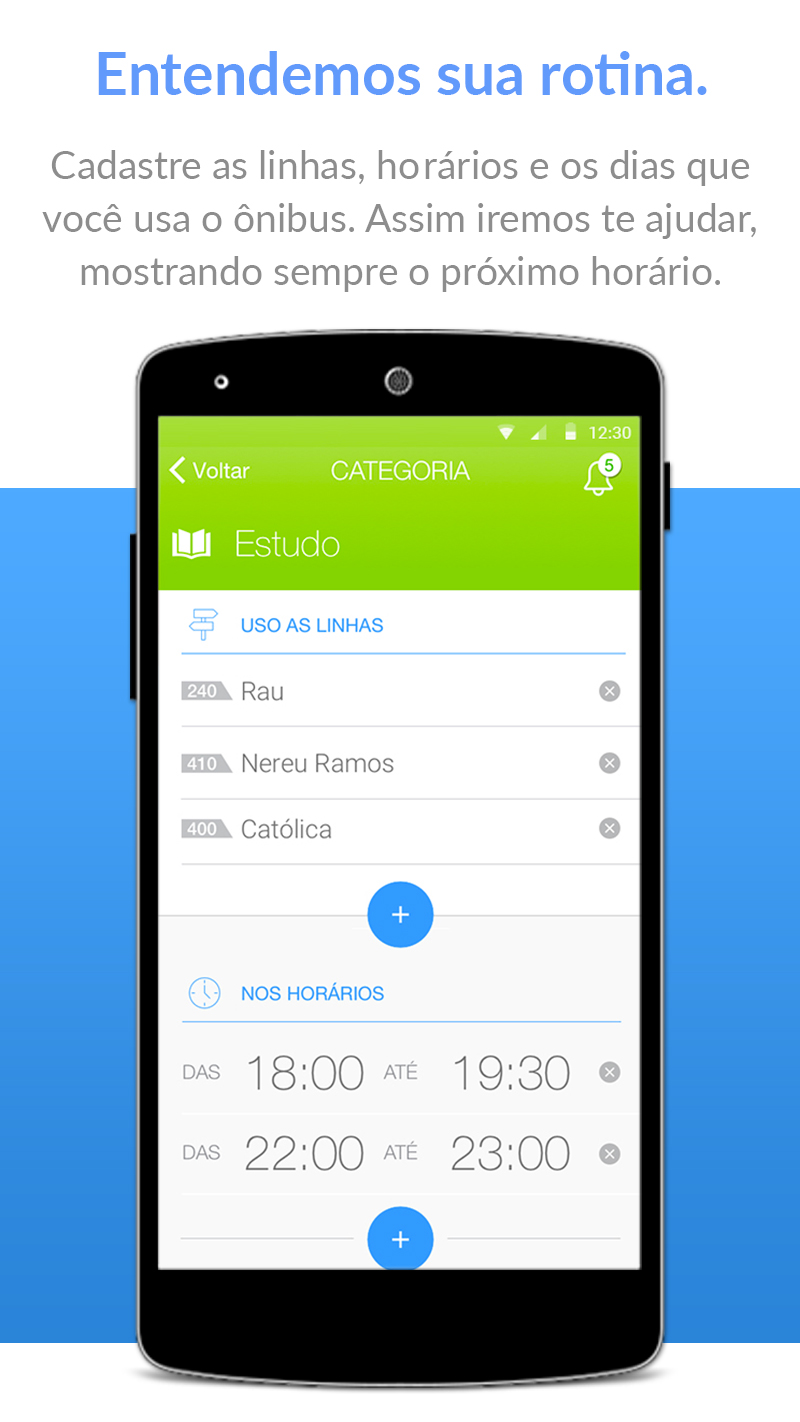 Entendemos sua rotina.
Cadastre as linhas, horários e os dias que
você usa o ônibus. Assim iremos te ajudar,
mostrando sempre o próximo horário.
12:30
Voltar CATEGORIA 5
Estudo
USO AS LINHAS
240 Rau
410 Nereu Ramos
400 Católica
+
NOS HORÁRIOS
DAS 18:00 ATÉ 19:30
DAS 22:00 ATÉ 23:00
+